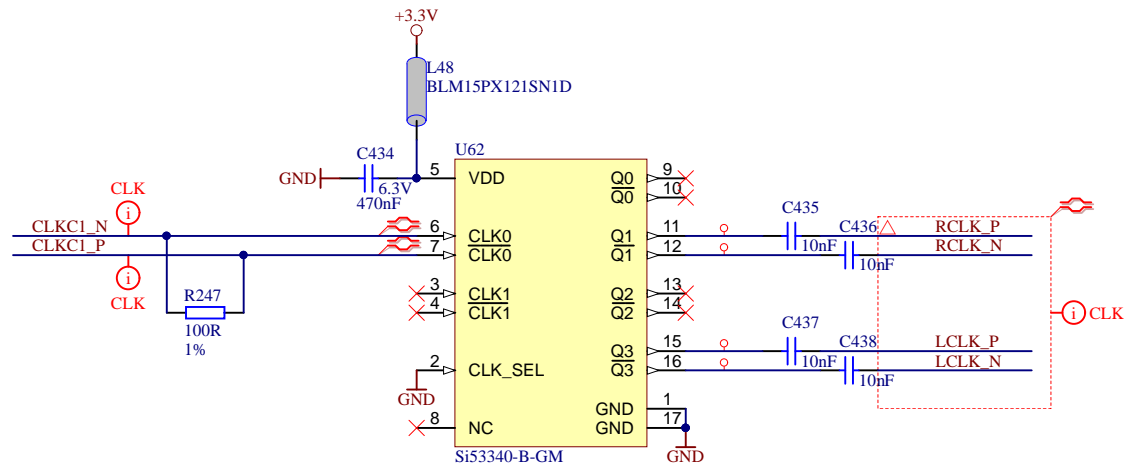 +3.3V
L48
BLM15PX121SN1D
C434
U62
GND
6.3V
470nF
5
VDD
Q0
9
Q0
10
CLK
i
CLKC1_N
6
CLK0
Q1
11
C435
10nF
RCLK_P
CLKC1_P
7
CLK0
Q1
12
C436
10nF
RCLK_N
i
CLK
R247
100R
1%
3
CLK1
Q2
13
4
CLK1
Q2
14
i CLK
Q3
15
C437
10nF
LCLK_P
2
CLK_SEL
Q3
16
C438
10nF
LCLK_N
GND
GND
1
8
NC
GND
17
Si53340-B-GM
GND